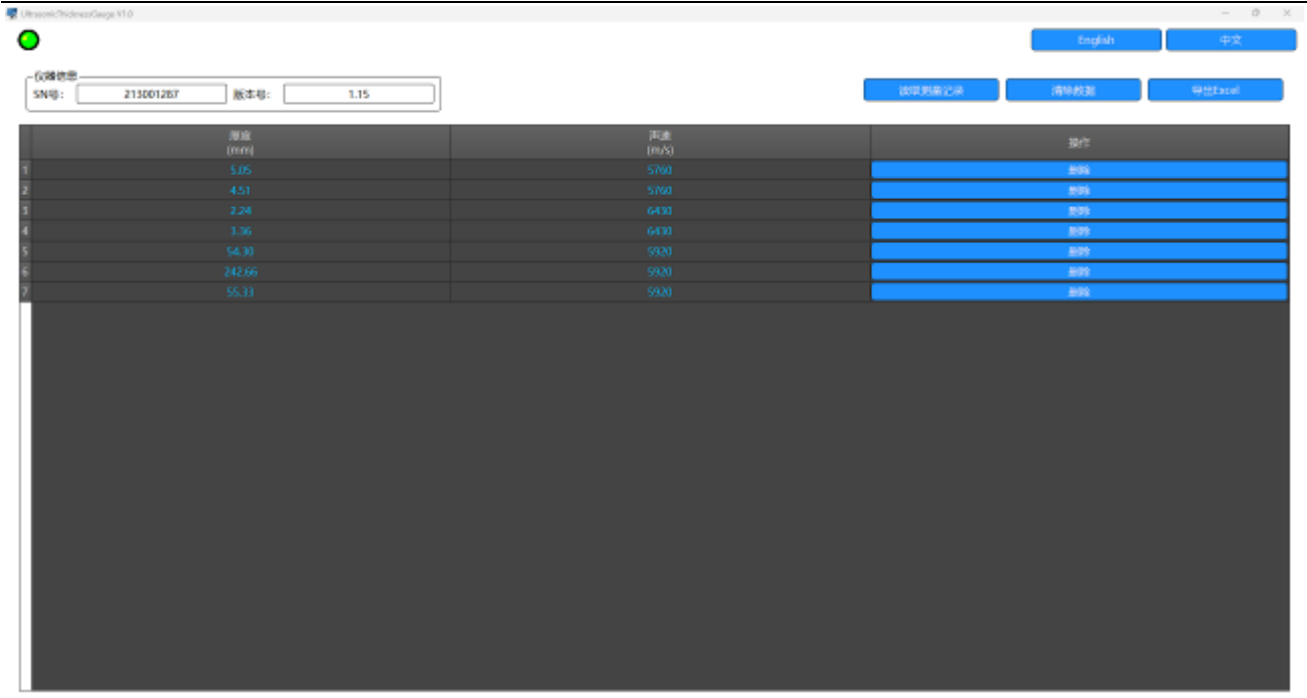 UltrasonicThicknessGauge V1.0
English 中文
仪器信息
SN号: 213001287 版本号: 1.15
读取测量记录 清除数据 导出Excel
厚度 声速 操作
(mm) (m/s)
1 5.05 5760 删除
2 4.51 5760 删除
3 2.24 6430 删除
4 3.36 6430 删除
5 54.30 5920 删除
6 242.66 5920 删除
7 55.33 5920 删除